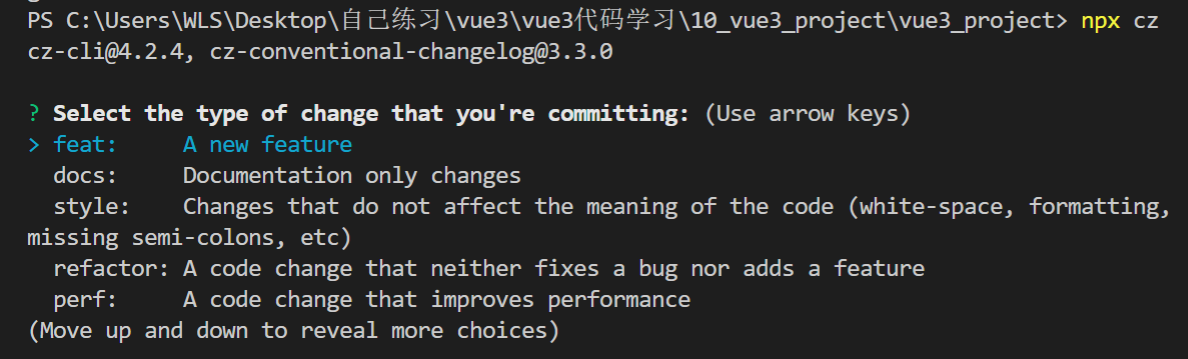 PS C:\Users\WLS\Desktop\自己练习\vue3\vue3代码学习\10_vue3_project\vue3_project> npx cz
cz-cli@4.2.4, cz-conventional-changelog@3.3.0
? Select the type of change that you're committing: (Use arrow keys)
> feat:     A new feature
  docs:     Documentation only changes
  style:    Changes that do not affect the meaning of the code (white-space, formatting,
missing semi-colons, etc)
  refactor: A code change that neither fixes a bug nor adds a feature
  perf:     A code change that improves performance
(Move up and down to reveal more choices)